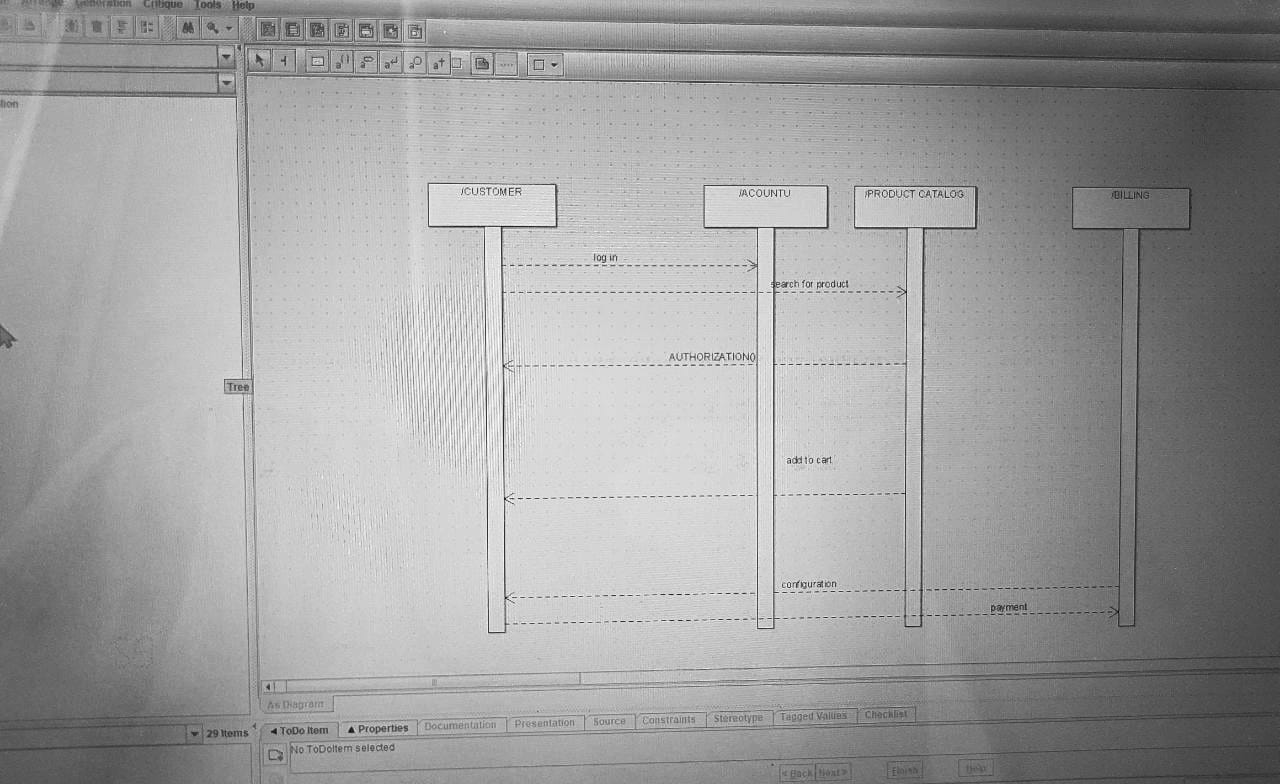 Arrange Generation Critique Tools Help
tion
/CUSTOMER
/ACOUNTU
/PRODUCT CATALOG
/BILLING
log in
search for product
AUTHORIZATION()
add to cart
configuration
payment
Tree
As Diagram
29 Items
ToDo Item
Properties
Documentation
Presentation
Source
Constraints
Stereotype
Tagged Values
Checklist
No ToDoItem selected
< Back
Next >
Finish
Help